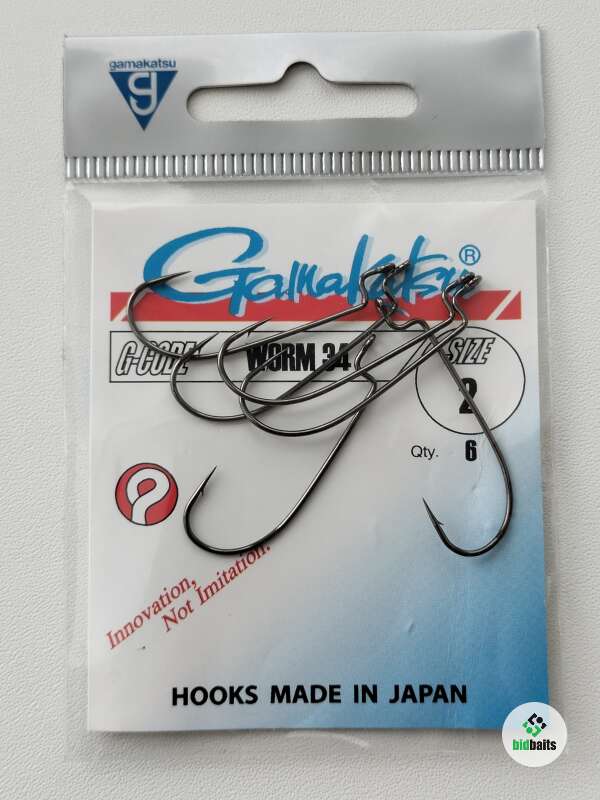 gamakatsu
g
Gamakatsu®
G-CODE
WORM 34
SIZE
2
Qty. 6
Innovation,
Not Imitation.
HOOKS MADE IN JAPAN
bidbaits